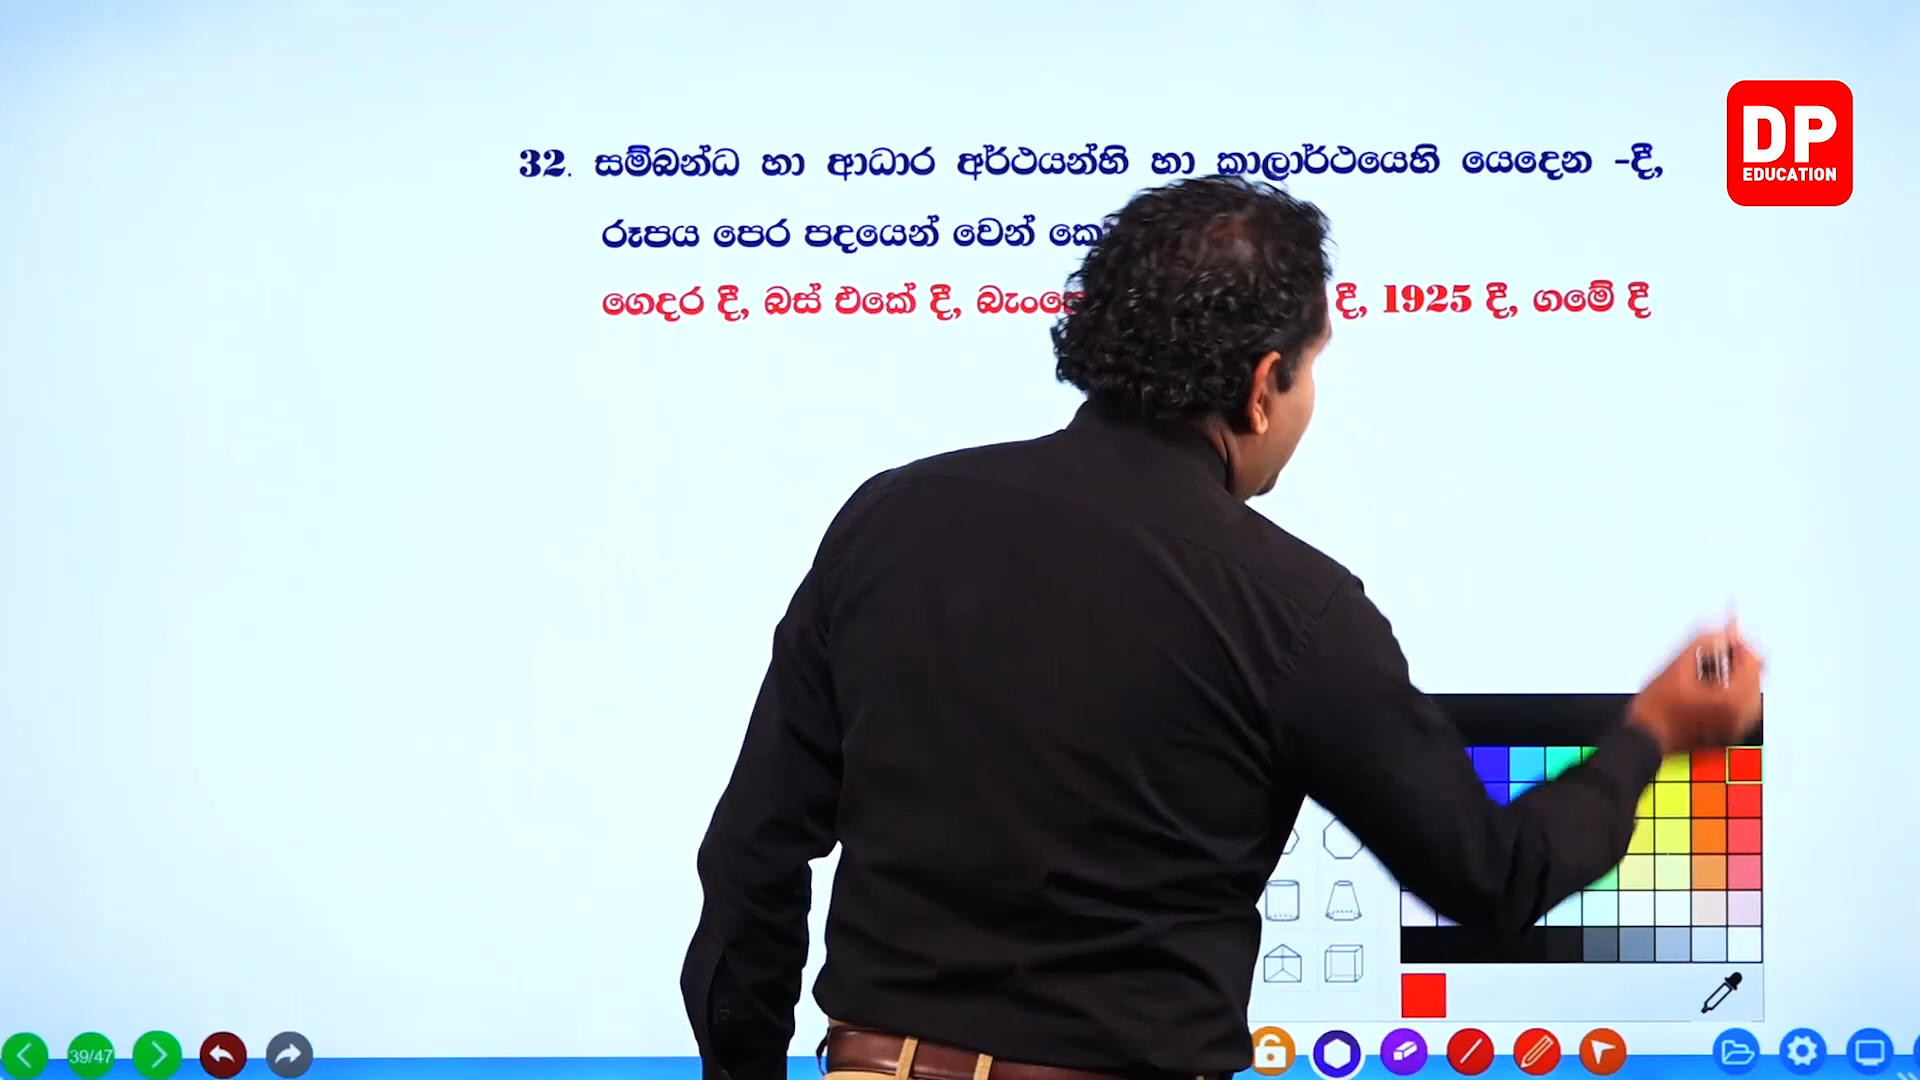 DP
EDUCATION
32. සම්බන්ධ හා ආධාර අර්ථයන්හි හා කාලාර්ථයෙහි යෙදෙන -දී,
රූපය පෙර පදයෙන් වෙන්
ගෙදර දී, බස් එකේ දී, දී, 1925 දී, ගමේ දී
39/47